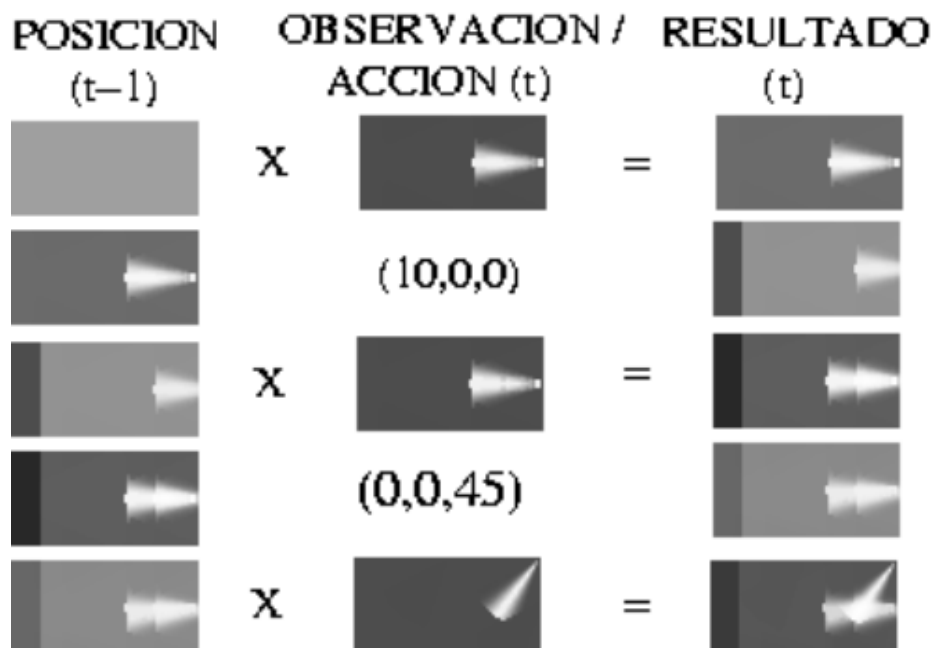 POSICION OBSERVACION / RESULTADO
(t−1) ACCION (t) (t)
X =
(10,0,0)
X =
(0,0,45)
X =